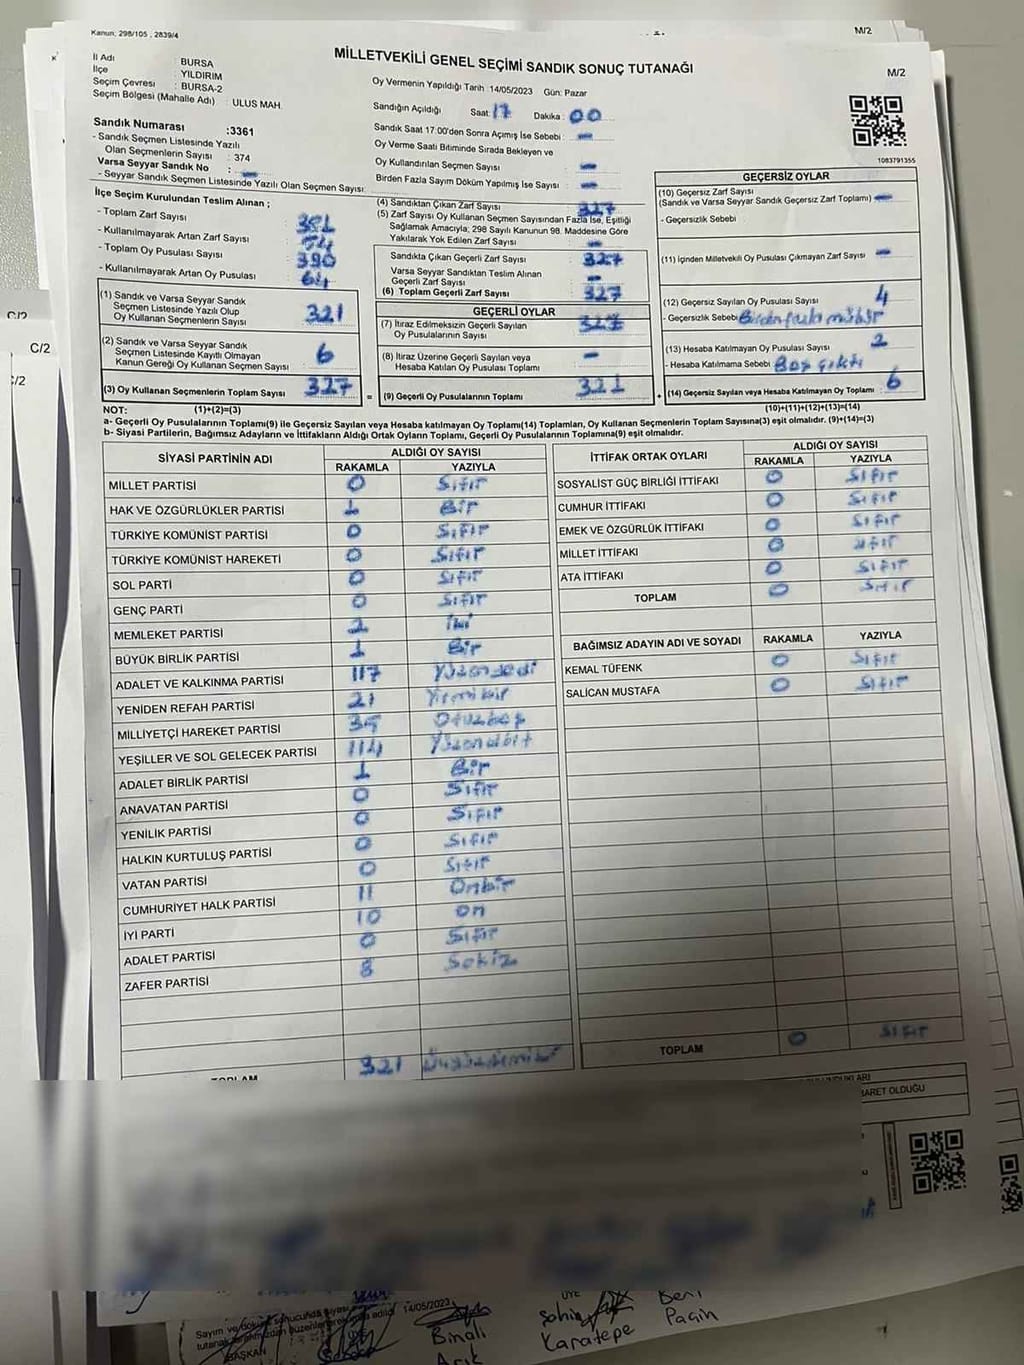 Kanun, 298/105 , 2839/4
M/2
MİLLETVEKİLİ GENEL SEÇİMİ SANDIK SONUÇ TUTANAĞI
M/2
İl Adı : BURSA
İlçe : YILDIRIM
Seçim Çevresi : BURSA-2
Seçim Bölgesi (Mahalle Adı) : ULUS MAH.
Oy Vermenin Yapıldığı Tarih :14/05/2023 Gün: Pazar
Sandığın Açıldığı Saat: 17 Dakika : 00
Sandık Saat 17.00'den Sonra Açılmış İse Sebebi : -
Oy Verme Saati Bitiminde Sırada Bekleyen ve
Oy Kullandırılan Seçmen Sayısı : -
Birden Fazla Sayım Döküm Yapılmış İse Sayısı : -
1083791355
Sandık Numarası :3361
- Sandık Seçmen Listesinde Yazılı
Olan Seçmenlerin Sayısı : 374
Varsa Seyyar Sandık No : -
- Seyyar Sandık Seçmen Listesinde Yazılı Olan Seçmen Sayısı:
İlçe Seçim Kurulundan Teslim Alınan ;
- Toplam Zarf Sayısı :
- Kullanılmayarak Artan Zarf Sayısı :
- Toplam Oy Pusulası Sayısı : 390
- Kullanılmayarak Artan Oy Pusulası : 64
(1) Sandık ve Varsa Seyyar Sandık
Seçmen Listesinde Yazılı Olup
Oy Kullanan Seçmenlerin Sayısı : 321
(2) Sandık ve Varsa Seyyar Sandık
Seçmen Listesinde Kayıtlı Olmayan
Kanun Gereği Oy Kullanan Seçmen Sayısı : 6
(3) Oy Kullanan Seçmenlerin Toplam Sayısı : 327
(4) Sandıktan Çıkan Zarf Sayısı : 327
(5) Zarf Sayısı Oy Kullanan Seçmen Sayısından Fazla İse, Eşitliği
Sağlamak Amacıyla; 298 Sayılı Kanunun 98. Maddesine Göre
Yakılarak Yok Edilen Zarf Sayısı : -
Sandıkta Çıkan Geçerli Zarf Sayısı : 327
Varsa Seyyar Sandıktan Teslim Alınan
Geçerli Zarf Sayısı : -
(6) Toplam Geçerli Zarf Sayısı : 327
GEÇERLİ OYLAR
(7) İtiraz Edilmeksizin Geçerli Sayılan
Oy Pusulalarının Sayısı :
(8) İtiraz Üzerine Geçerli Sayılan veya
Hesaba Katılan Oy Pusulası Toplamı : -
= (9) Geçerli Oy Pusulalarının Toplamı : 321
GEÇERSİZ OYLAR
(10) Geçersiz Zarf Sayısı
(Sandık ve Varsa Seyyar Sandık Geçersiz Zarf Toplamı) : -
- Geçersizlik Sebebi
(11) İçinden Milletvekili Oy Pusulası Çıkmayan Zarf Sayısı : -
(12) Geçersiz Sayılan Oy Pusulası Sayısı : 4
- Geçersizlik Sebebi : Birden fazla mühür
(13) Hesaba Katılmayan Oy Pusulası Sayısı : 2
- Hesaba Katılmama Sebebi : Boş çıktı
+ (14) Geçersiz Sayılan veya Hesaba Katılmayan Oy Toplamı : 6
NOT: (1)+(2)=(3)
(10)+(11)+(12)+(13)=(14)
a- Geçerli Oy Pusulasının Toplamı(9) ile Geçersiz Sayılan veya Hesaba katılmayan Oy Toplamı(14) Toplamları, Oy Kullanan Seçmenlerin Toplam Sayısına(3) eşit olmalıdır. (9)+(14)=(3)
b- Siyasi Partilerin, Bağımsız Adayların ve İttifakların Aldığı Ortak Oyların Toplamı, Geçerli Oy Pusulalarının Toplamına(9) eşit olmalıdır.
SİYASİ PARTİNİN ADI ALDIĞI OY SAYISI
RAKAMLA YAZIYLA
MİLLET PARTİSİ 0 Sıfır
HAK VE ÖZGÜRLÜKLER PARTİSİ 1 Bir
TÜRKİYE KOMÜNİST PARTİSİ 0 Sıfır
TÜRKİYE KOMÜNİST HAREKETİ 0 Sıfır
SOL PARTİ 0 Sıfır
GENÇ PARTİ 0 Sıfır
MEMLEKET PARTİSİ 2 İki
BÜYÜK BİRLİK PARTİSİ 1 Bir
ADALET VE KALKINMA PARTİSİ 117 Yüzonyedi
YENİDEN REFAH PARTİSİ 21 Yirmibir
MİLLİYETÇİ HAREKET PARTİSİ 35 Otuzbeş
YEŞİLLER VE SOL GELECEK PARTİSİ 114
ADALET BİRLİK PARTİSİ 1 Bir
ANAVATAN PARTİSİ 0 Sıfır
YENİLİK PARTİSİ 0 Sıfır
HALKIN KURTULUŞ PARTİSİ 0 Sıfır
VATAN PARTİSİ 0 Sıfır
CUMHURİYET HALK PARTİSİ 11 Onbir
İYİ PARTİ 10 on
ADALET PARTİSİ 0 Sıfır
ZAFER PARTİSİ 8 Sekiz
TOPLAM 321 Üçyüzyirmibir
İTTİFAK ORTAK OYLARI ALDIĞI OY SAYISI
RAKAMLA YAZIYLA
SOSYALİST GÜÇ BİRLİĞİ İTTİFAKI 0 Sıfır
CUMHUR İTTİFAKI 0 Sıfır
EMEK VE ÖZGÜRLÜK İTTİFAKI 0 Sıfır
MİLLET İTTİFAKI 0 Sıfır
ATA İTTİFAKI 0 Sıfır
TOPLAM 0 Sıfır
BAĞIMSIZ ADAYIN ADI VE SOYADI RAKAMLA YAZIYLA
KEMAL TÜFENK 0 Sıfır
SALİCAN MUSTAFA 0 Sıfır
TOPLAM 0 Sıfır
BARET OLDUĞU
C/2
C/2
Sayım ve döküm sonucunda
14/05/2023
BAŞKAN
Binali
Arık
ÜYE
Şahin
Karatepe